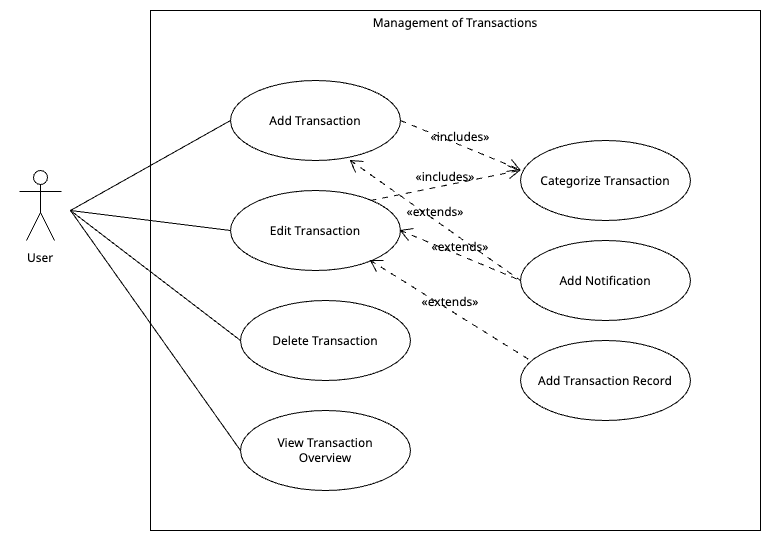 Management of Transactions
Add Transaction
«includes»
Categorize Transaction
«includes»
«extends»
User
Edit Transaction
«extends»
Add Notification
«extends»
Delete Transaction
Add Transaction Record
View Transaction
Overview